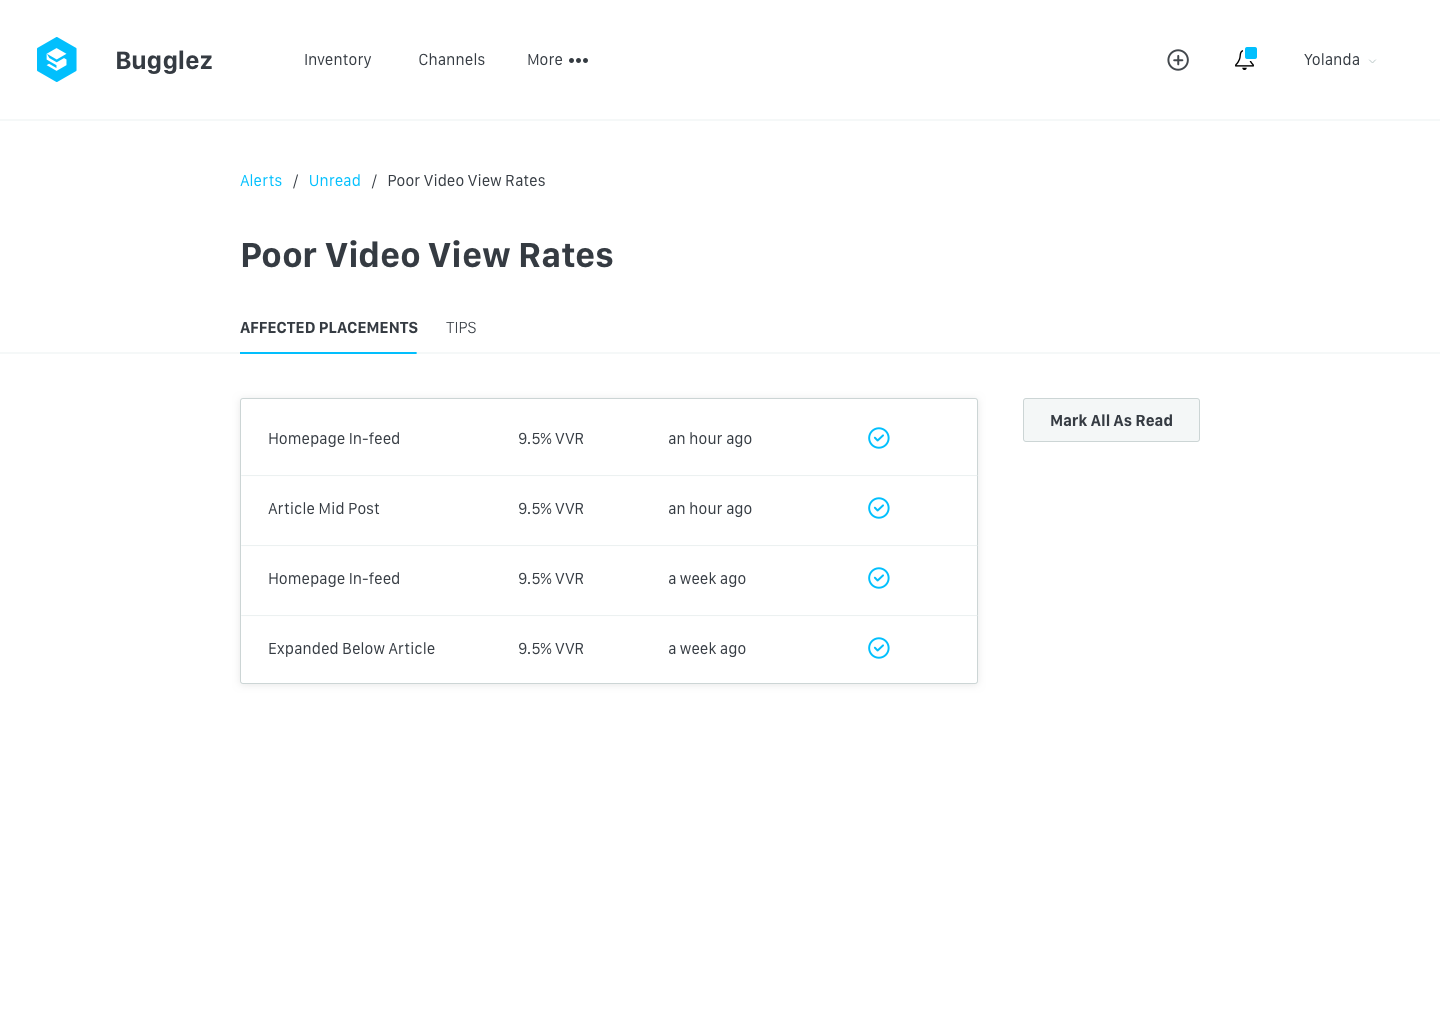 Bugglez Inventory Channels More ••• Yolanda
Alerts / Unread / Poor Video View Rates
Poor Video View Rates
AFFECTED PLACEMENTS TIPS
Homepage In-feed 9.5% VVR an hour ago Mark All As Read
Article Mid Post 9.5% VVR an hour ago
Homepage In-feed 9.5% VVR a week ago
Expanded Below Article 9.5% VVR a week ago